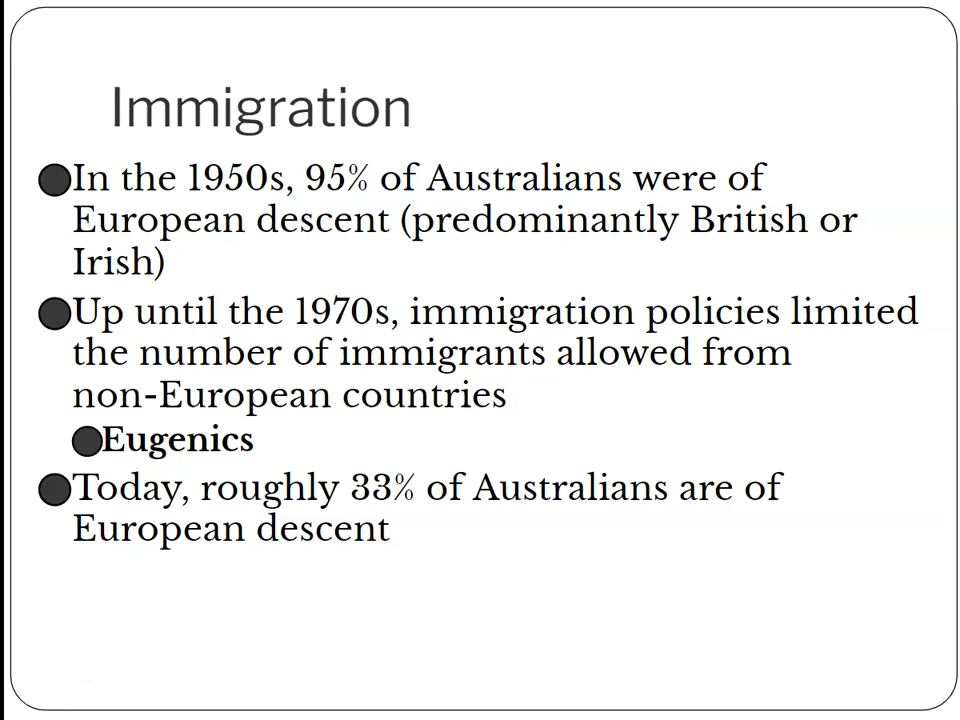 Immigration
In the 1950s, 95% of Australians were of
European descent (predominantly British or
Irish)
Up until the 1970s, immigration policies limited
the number of immigrants allowed from
non-European countries
Eugenics
Today, roughly 33% of Australians are of
European descent